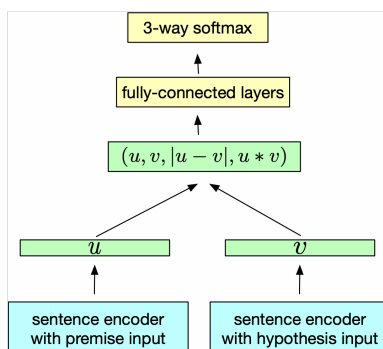 3-way softmax
fully-connected layers
(u, v, |u − v|, u * v)
u
v
sentence encoder
with premise input
sentence encoder
with hypothesis input